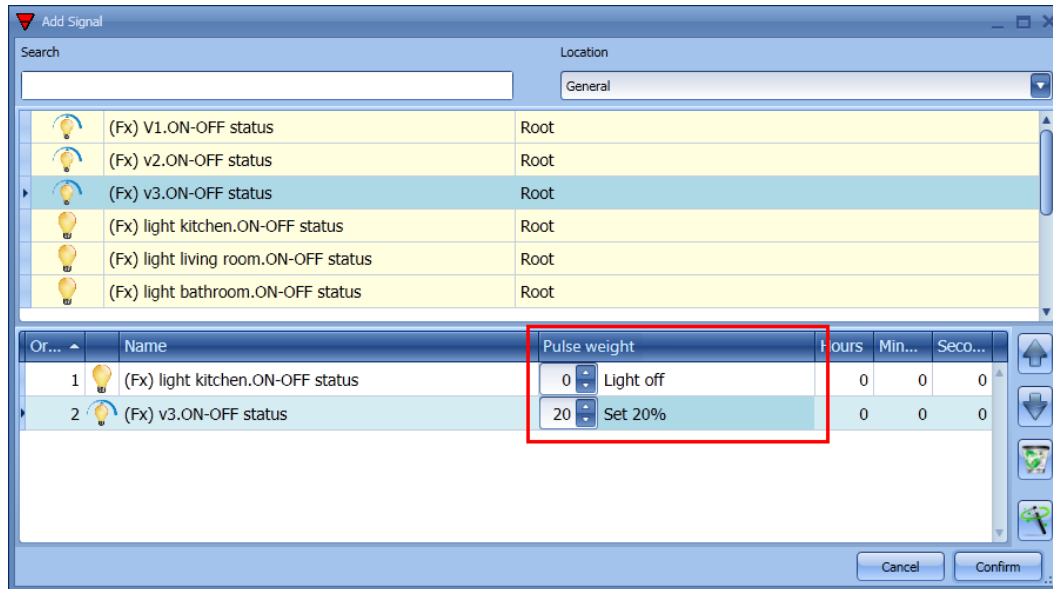 Add Signal
Search Location
General
(Fx) V1.ON-OFF status Root
(Fx) v2.ON-OFF status Root
(Fx) v3.ON-OFF status Root
(Fx) light kitchen.ON-OFF status Root
(Fx) light living room.ON-OFF status Root
(Fx) light bathroom.ON-OFF status Root
Or... Name Pulse weight Hours Min... Seco...
1 (Fx) light kitchen.ON-OFF status 0 Light off 0 0 0
2 (Fx) v3.ON-OFF status 20 Set 20% 0 0 0
Cancel Confirm